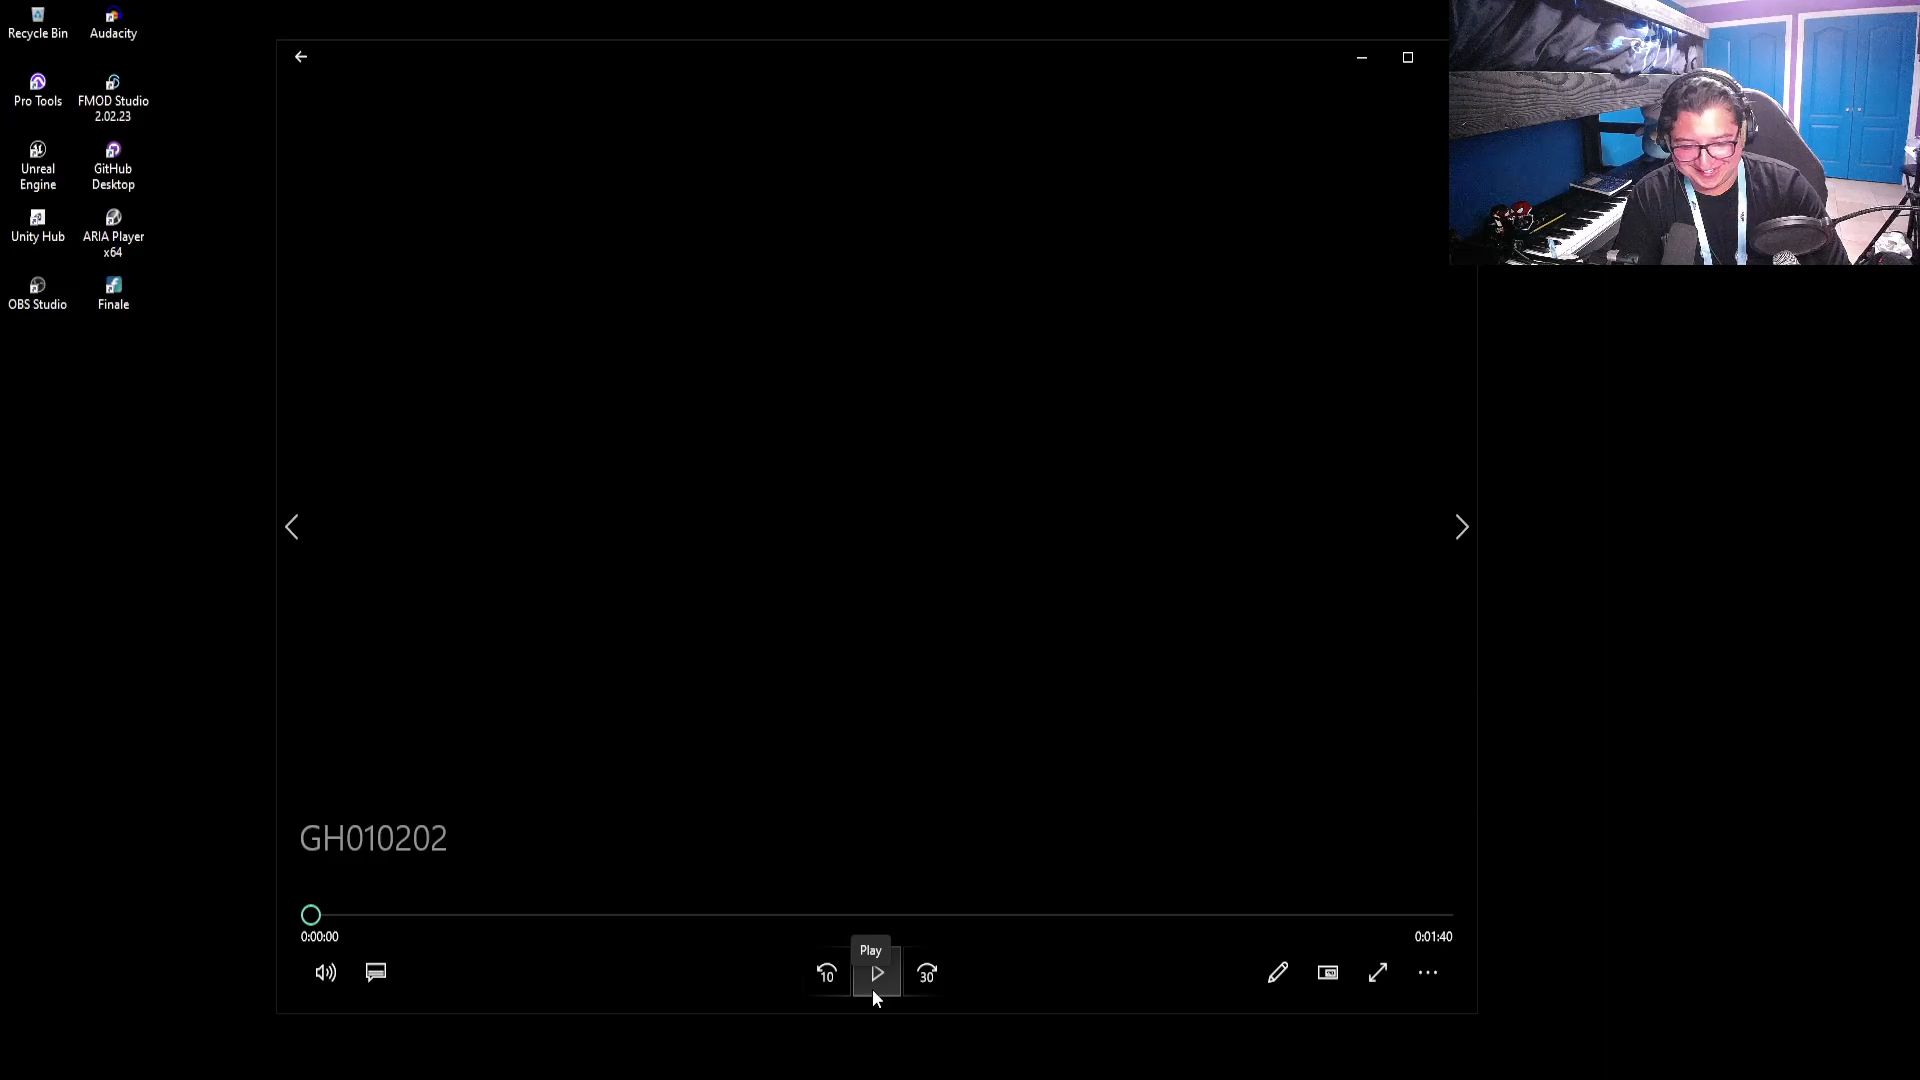 Recycle Bin
Audacity
Pro Tools
FMOD Studio
2.02.23
Unreal
Engine
GitHub
Desktop
Unity Hub
ARIA Player
x64
OBS Studio
Finale
GH010202
0:00:00
0:01:40
Play
10
30